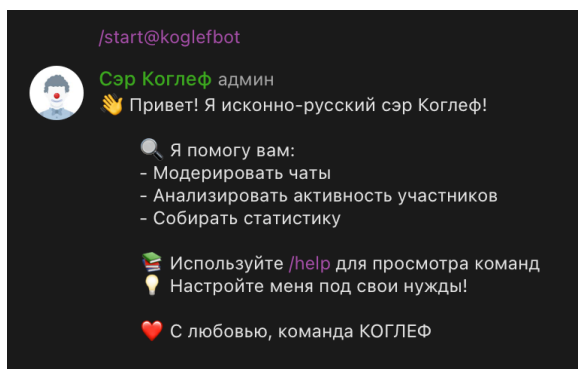 /start@koglefbot
Сэр Коглеф админ
👋 Привет! Я исконно-русский сэр Коглеф!
🔍 Я помогу вам:
- Модерировать чаты
- Анализировать активность участников
- Собирать статистику
📚 Используйте /help для просмотра команд
💡 Настройте меня под свои нужды!
❤️ С любовью, команда КОГЛЕФ